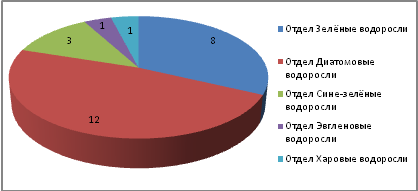 8
12
3
1
1
Отдел Зелёные водоросли
Отдел Диатомовые
водоросли
Отдел Сине-зелёные
водоросли
Отдел Эвгленовые
водоросли
Отдел Харовые водоросли